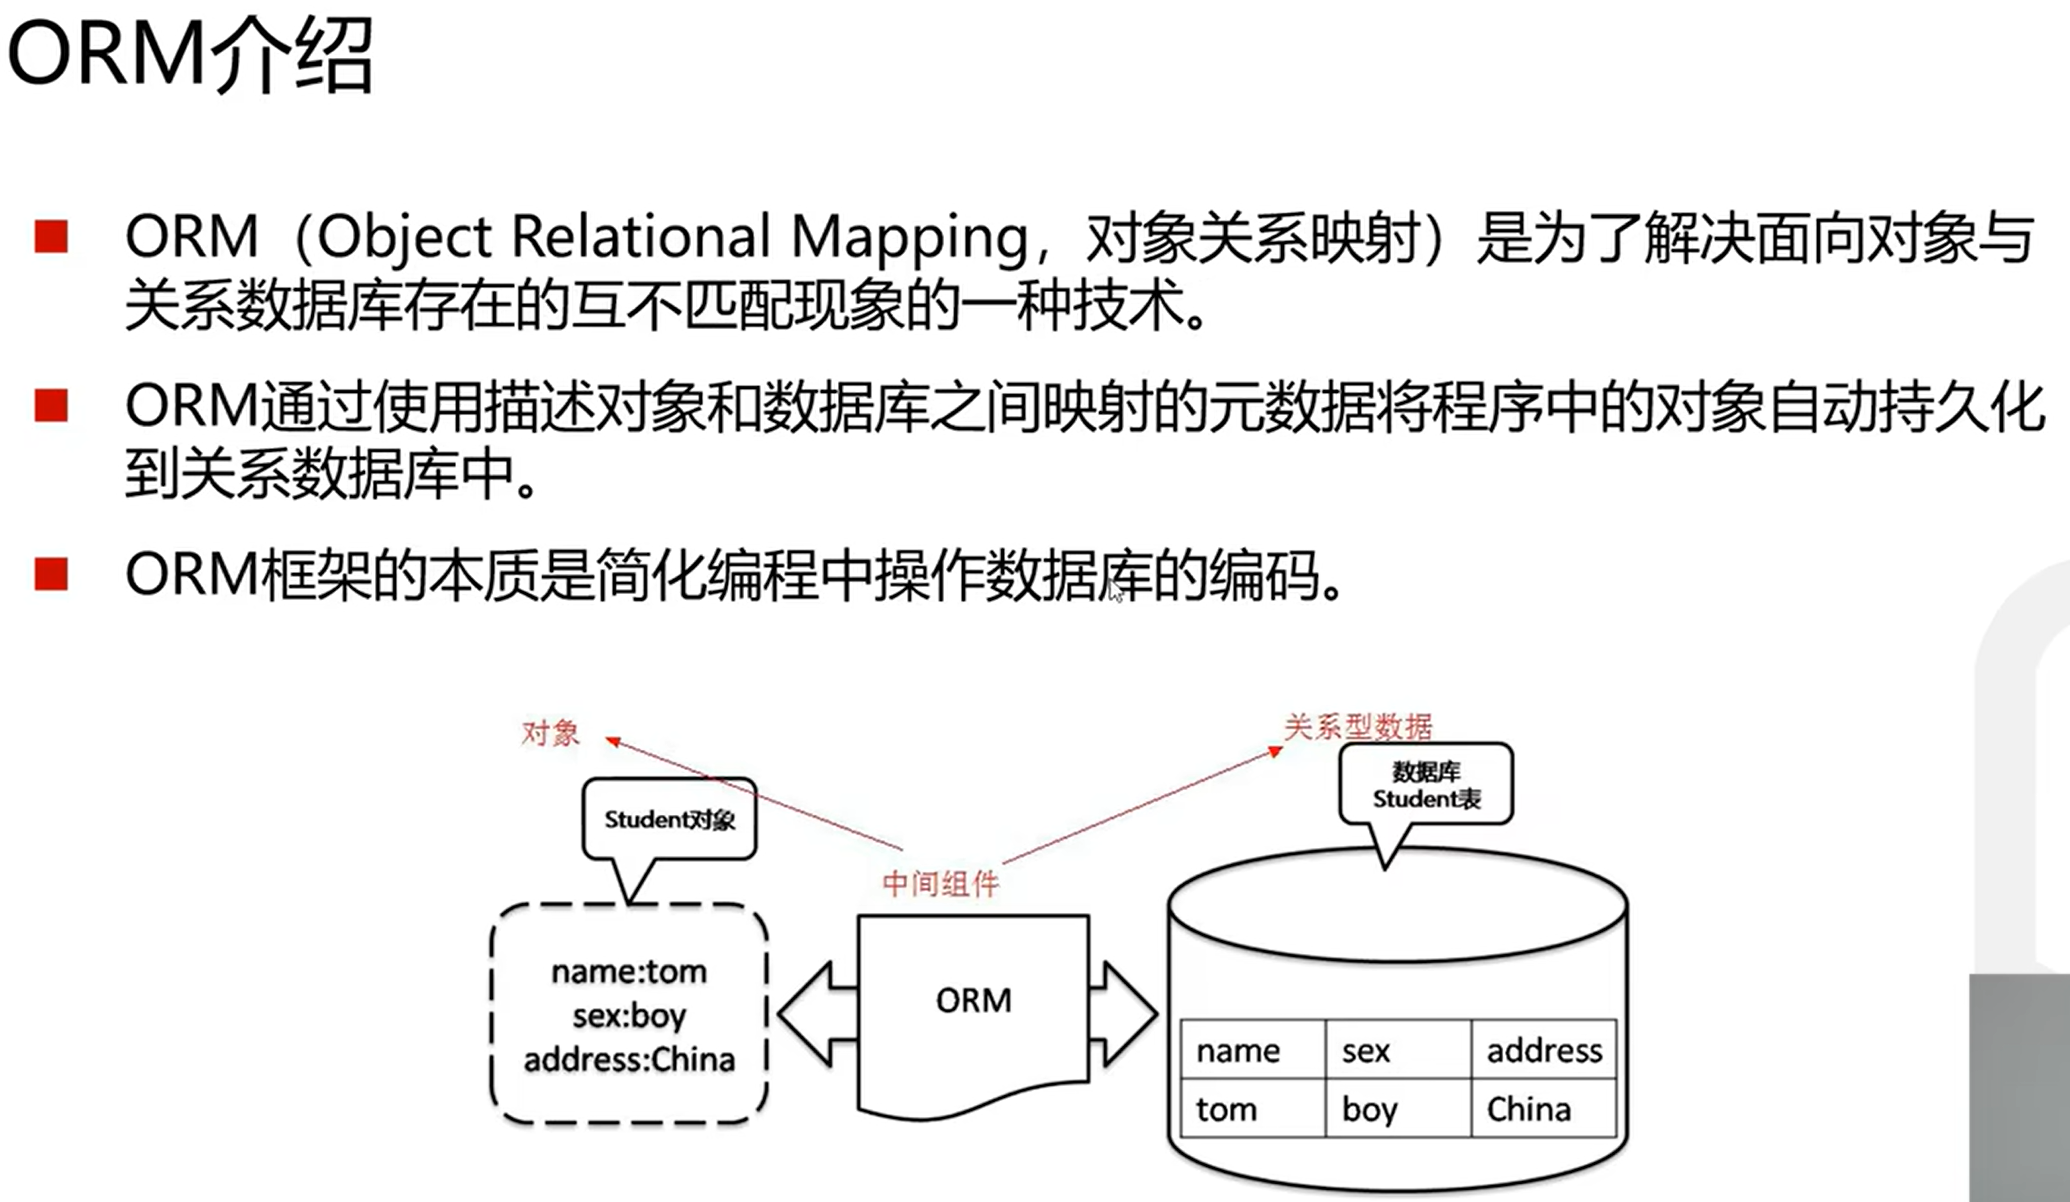 ORM介绍
ORM（Object Relational Mapping，对象关系映射）是为了解决面向对象与
关系数据库存在的互不匹配现象的一种技术。
ORM通过使用描述对象和数据库之间映射的元数据将程序中的对象自动持久化
到关系数据库中。
ORM框架的本质是简化编程中操作数据库的编码。
对象
关系型数据
Student对象
数据库
Student表
中间组件
name:tom
sex:boy
address:China
ORM
name sex address
tom boy China